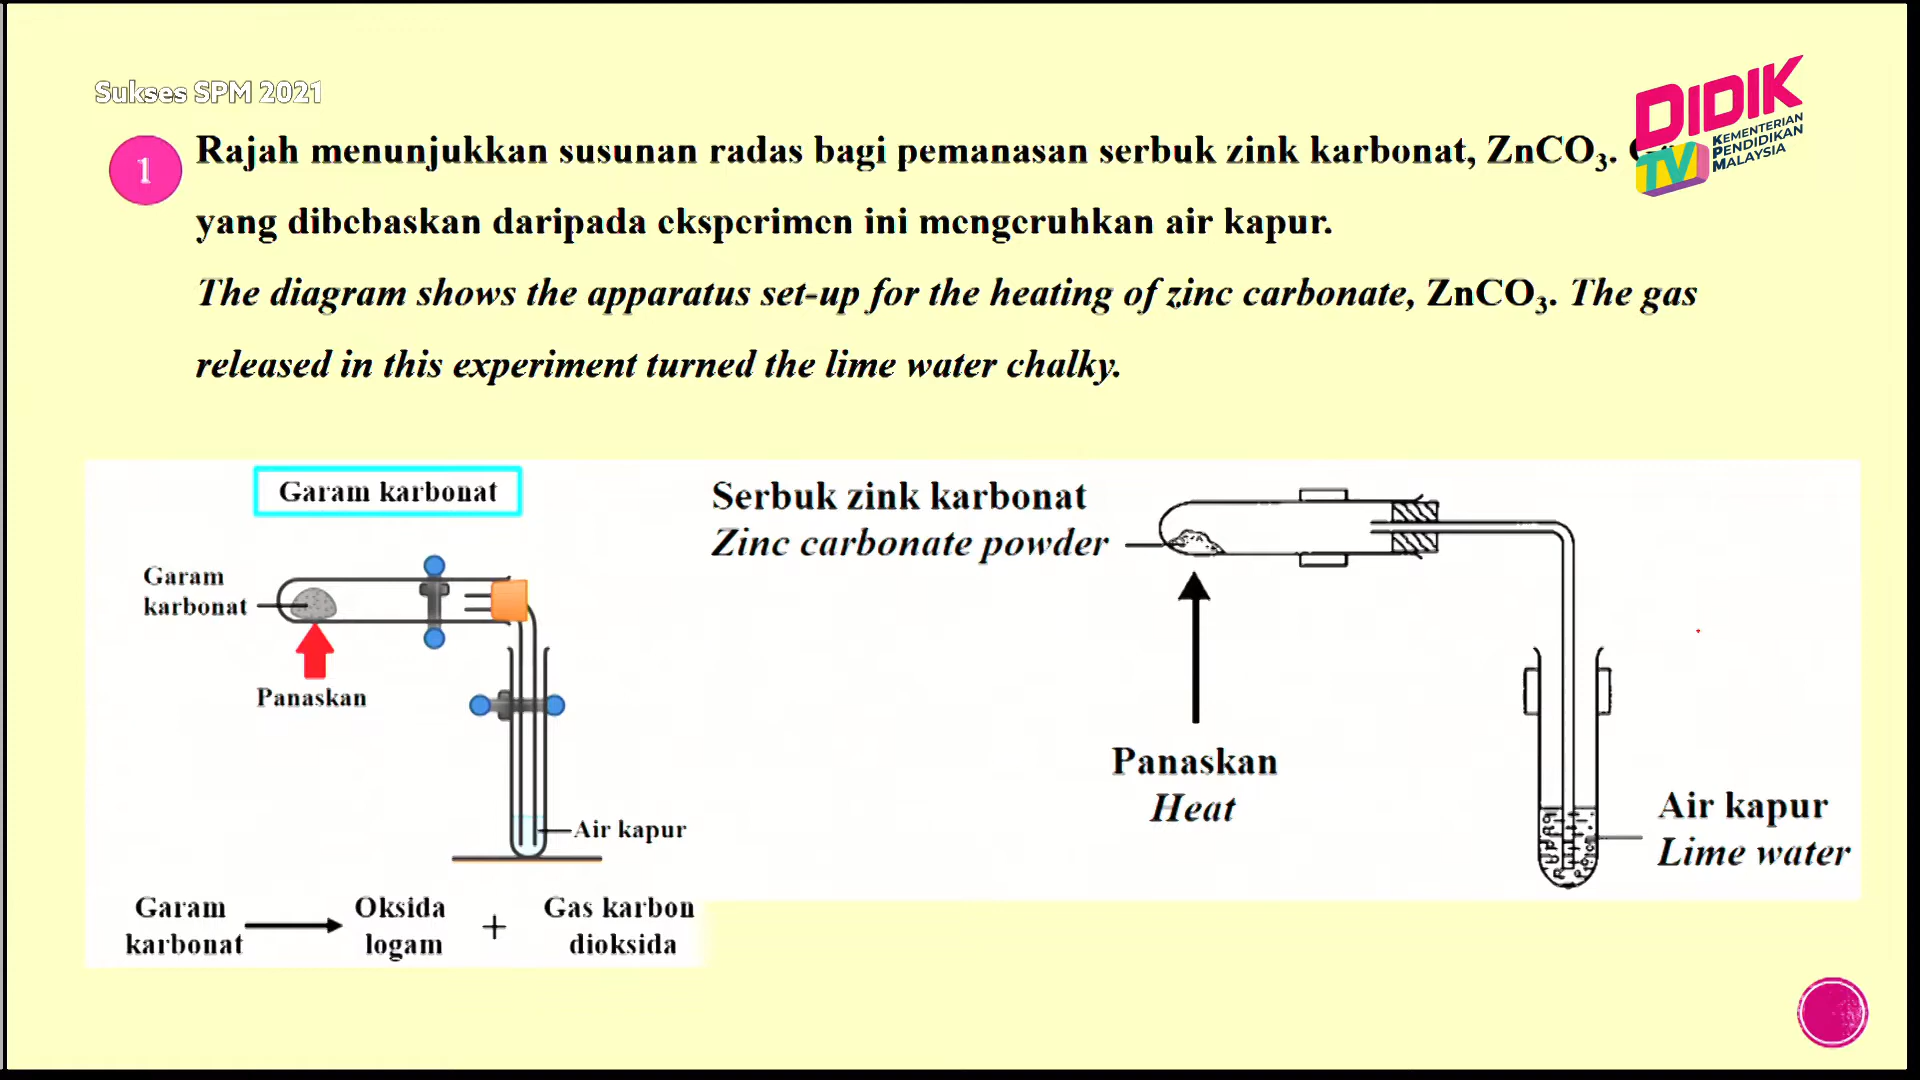 Sukses SPM 2021
DIDIK
TV
KEMENTERIAN
PENDIDIKAN
MALAYSIA
1
Rajah menunjukkan susunan radas bagi pemanasan serbuk zink karbonat, ZnCO₃.
yang dibebaskan daripada eksperimen ini mengeruhkan air kapur.
The diagram shows the apparatus set-up for the heating of zinc carbonate, ZnCO₃. The gas
released in this experiment turned the lime water chalky.
Garam karbonat
Garam
karbonat
Panaskan
Air kapur
Garam
karbonat
Oksida
logam
+
Gas karbon
dioksida
Serbuk zink karbonat
Zinc carbonate powder
Panaskan
Heat
Air kapur
Lime water